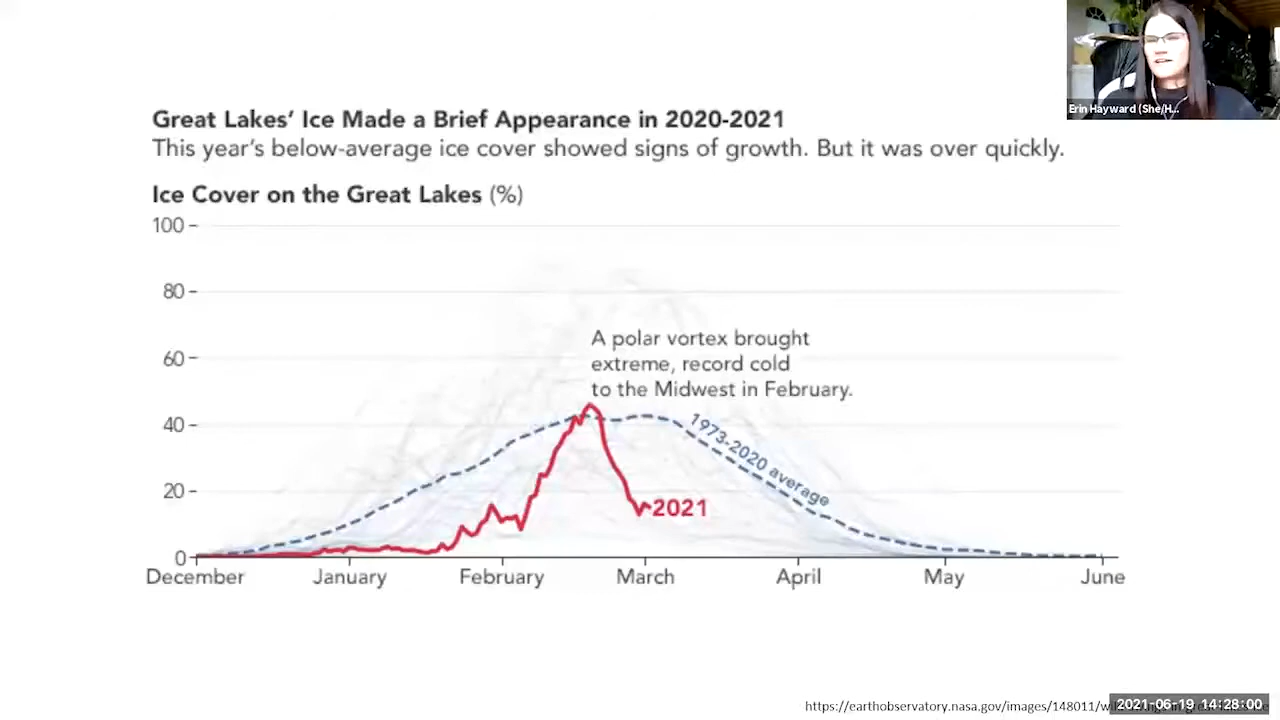 Erin Hayward (She/H...
Great Lakes' Ice Made a Brief Appearance in 2020-2021
This year's below-average ice cover showed signs of growth. But it was over quickly.
Ice Cover on the Great Lakes (%)
100
80
A polar vortex brought
extreme, record cold
to the Midwest in February.
60
40
1973-2020 average
20
2021
0
December January February March April May June
https://earthobservatory.nasa.gov/images/148011/
2021-06-19 14:28:00